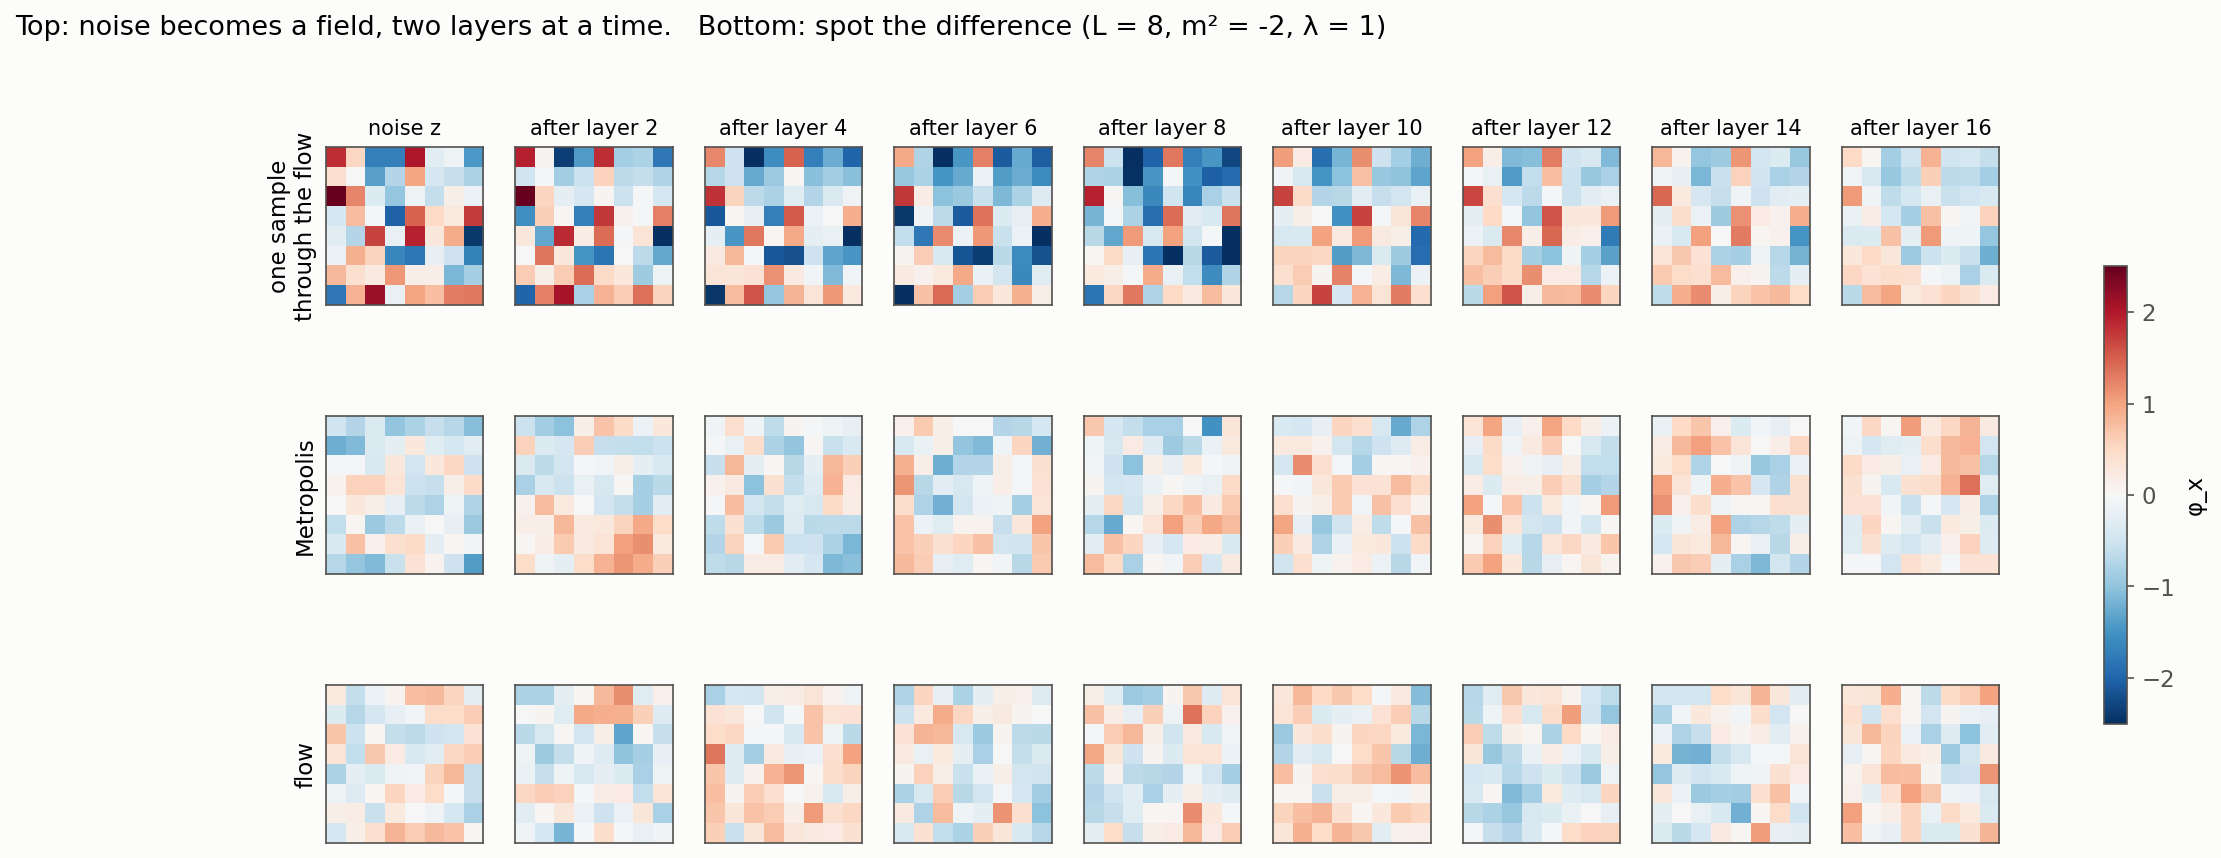 Top: noise becomes a field, two layers at a time.   Bottom: spot the difference (L = 8, m² = -2, λ = 1)
noise z
after layer 2
after layer 4
after layer 6
after layer 8
after layer 10
after layer 12
after layer 14
after layer 16
one sample
through the flow
Metropolis
flow
2
1
0
−1
−2
φ_x